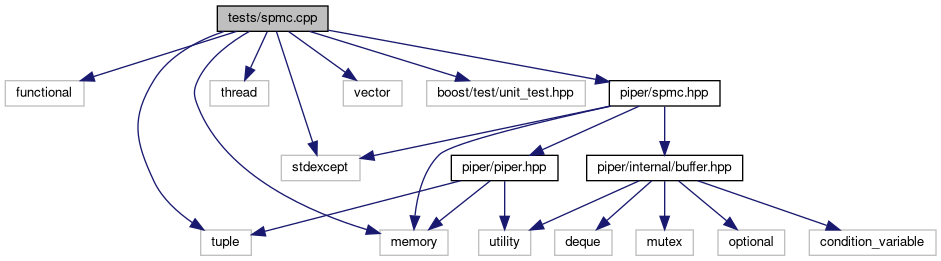 tests/spmc.cpp
functional
thread
vector
boost/test/unit_test.hpp
piper/spmc.hpp
stdexcept
piper/piper.hpp
piper/internal/buffer.hpp
tuple
memory
utility
deque
mutex
optional
condition_variable